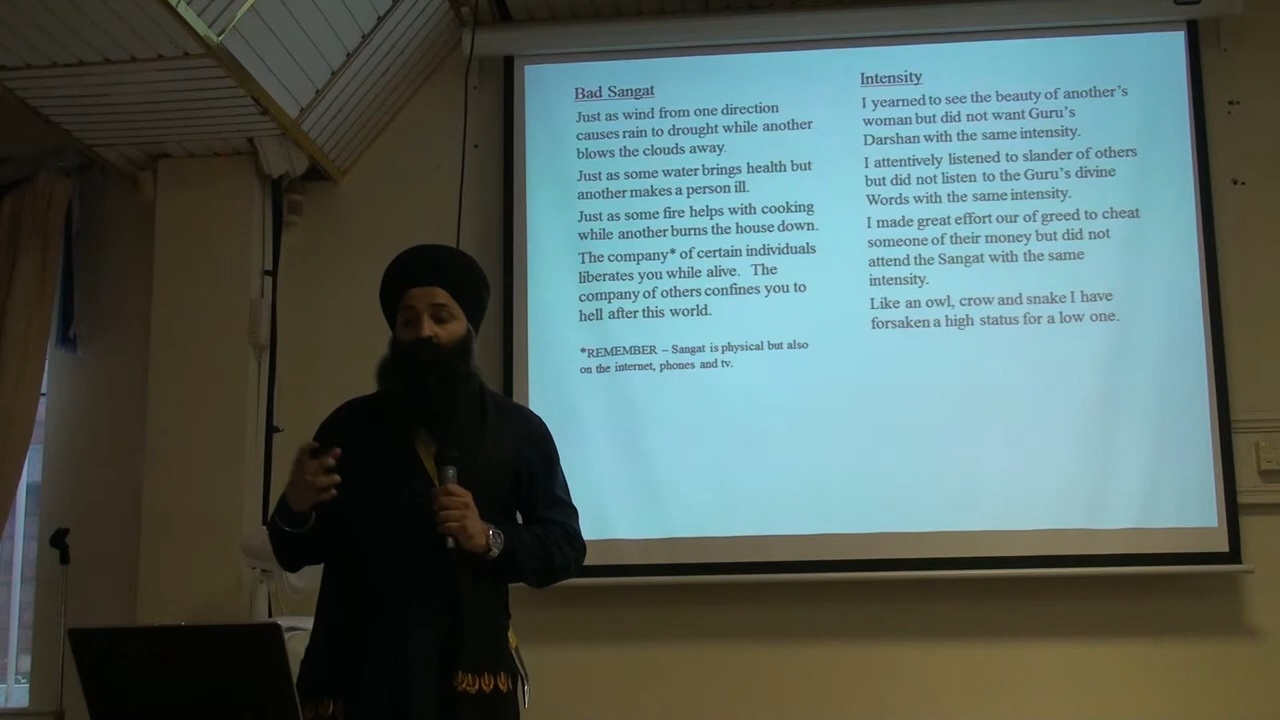 Bad Sangat
Just as wind from one direction
causes rain to drought while another
blows the clouds away.
Just as some water brings health but
another makes a person ill.
Just as some fire helps with cooking
while another burns the house down.
The company* of certain individuals
liberates you while alive. The
company of others confines you to
hell after this world.
*REMEMBER – Sangat is physical but also
on the internet, phones and tv.
Intensity
I yearned to see the beauty of another's
woman but did not want Guru's
Darshan with the same intensity.
I attentively listened to slander of others
but did not listen to the Guru's divine
Words with the same intensity.
I made great effort our of greed to cheat
someone of their money but did not
attend the Sangat with the same
intensity.
Like an owl, crow and snake I have
forsaken a high status for a low one.